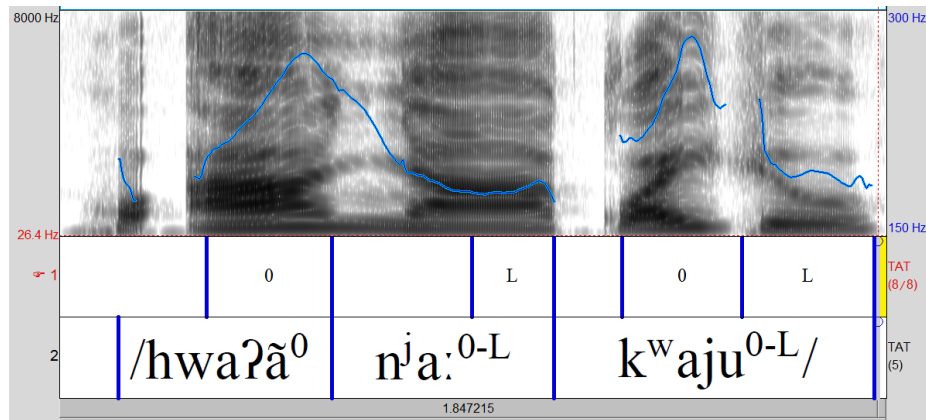 8000 Hz 300 Hz
26.4 Hz 150 Hz
☞ 1 0 L 0 L TAT (8/8)
2 /hwaʔã⁰ nʲaː⁰⁻ᴸ kʷaju⁰⁻ᴸ/ TAT (5)
1.847215